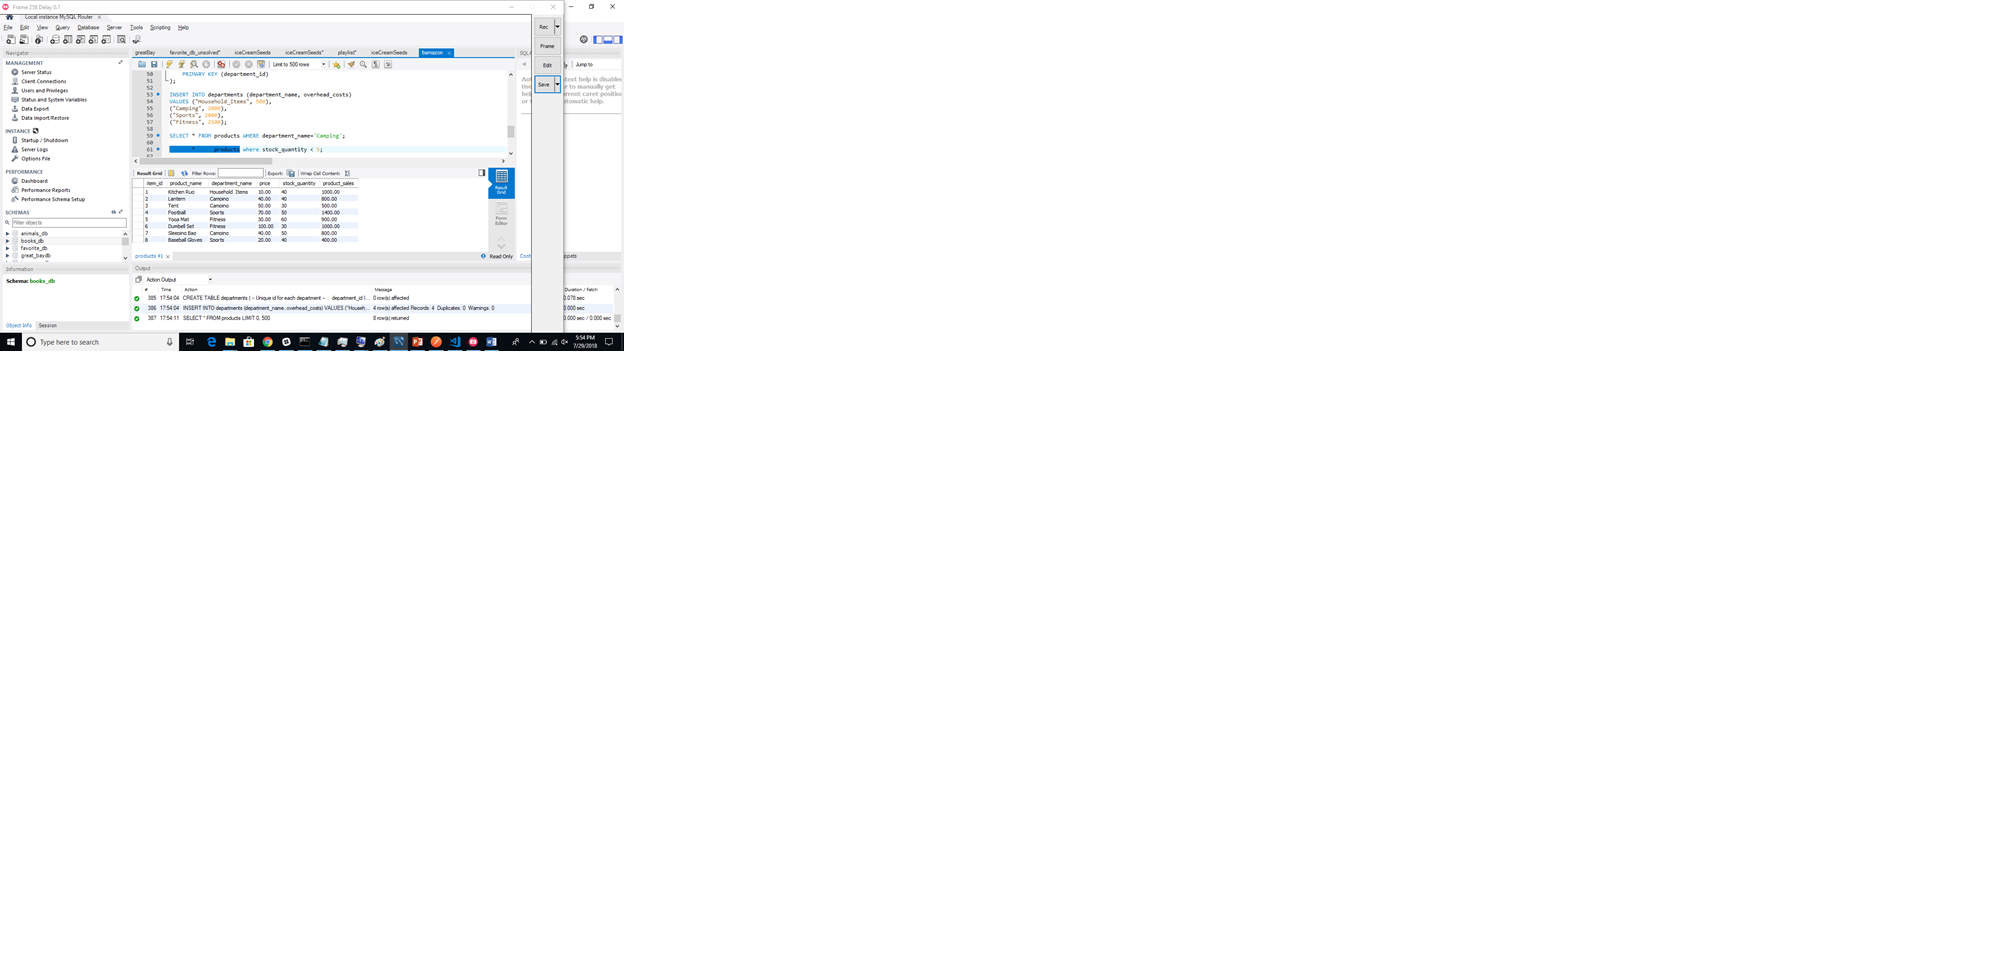 Frame 258 Delay 0.1
Local instance MySQL Router
File Edit View Query Database Server Tools Scripting Help
Rec
Frame
Edit
Save
Navigator
MANAGEMENT
Server Status
Client Connections
Users and Privileges
Status and System Variables
Data Export
Data Import/Restore
INSTANCE
Startup / Shutdown
Server Logs
Options File
PERFORMANCE
Dashboard
Performance Reports
Performance Schema Setup
SCHEMAS
Filter objects
animals_db
books_db
favorite_db
great_baydb
Information
Schema: books_db
Object Info Session
greatBay favorite_db_unsolved* iceCreamSeeds iceCreamSeeds* playlist* iceCreamSeeds bamazon
Limit to 500 rows
50 PRIMARY KEY (department_id)
51 );
52
53 INSERT INTO departments (department_name, overhead_costs)
54 VALUES ("Household_Items", 500),
55 ("Camping", 2000),
56 ("Sports", 2000),
57 ("Fitness", 2500);
58
59 SELECT * FROM products WHERE department_name='Camping';
60
61 * products where stock_quantity < 5;
Result Grid Filter Rows: Export: Wrap Cell Content:
item_id product_name department_name price stock_quantity product_sales
1 Kitchen Rug Household Items 10.00 40 1000.00
2 Lantern Camping 40.00 40 800.00
3 Tent Camping 50.00 30 500.00
4 Football Sports 70.00 50 1400.00
5 Yoga Mat Fitness 30.00 60 900.00
6 Dumbell Set Fitness 100.00 30 1000.00
7 Sleeping Bag Camping 40.00 50 800.00
8 Baseball Gloves Sports 20.00 40 400.00
Result Grid
Form Editor
products 41
Read Only
Jump to
text help is disabled
to manually get
current caret position
automatic help.
Output
Action Output
# Time Action Message Duration / Fetch
385 17:54:04 CREATE TABLE departments ( -- Unique id for each department -- department_id I... 0 row(s) affected 0.078 sec
386 17:54:04 INSERT INTO departments (department_name, overhead_costs) VALUES ("Househ... 4 row(s) affected Records: 4 Duplicates: 0 Warnings: 0 0.000 sec
387 17:54:11 SELECT * FROM products LIMIT 0, 500 8 row(s) returned 0.000 sec / 0.000 sec
Type here to search
5:54 PM
7/29/2018